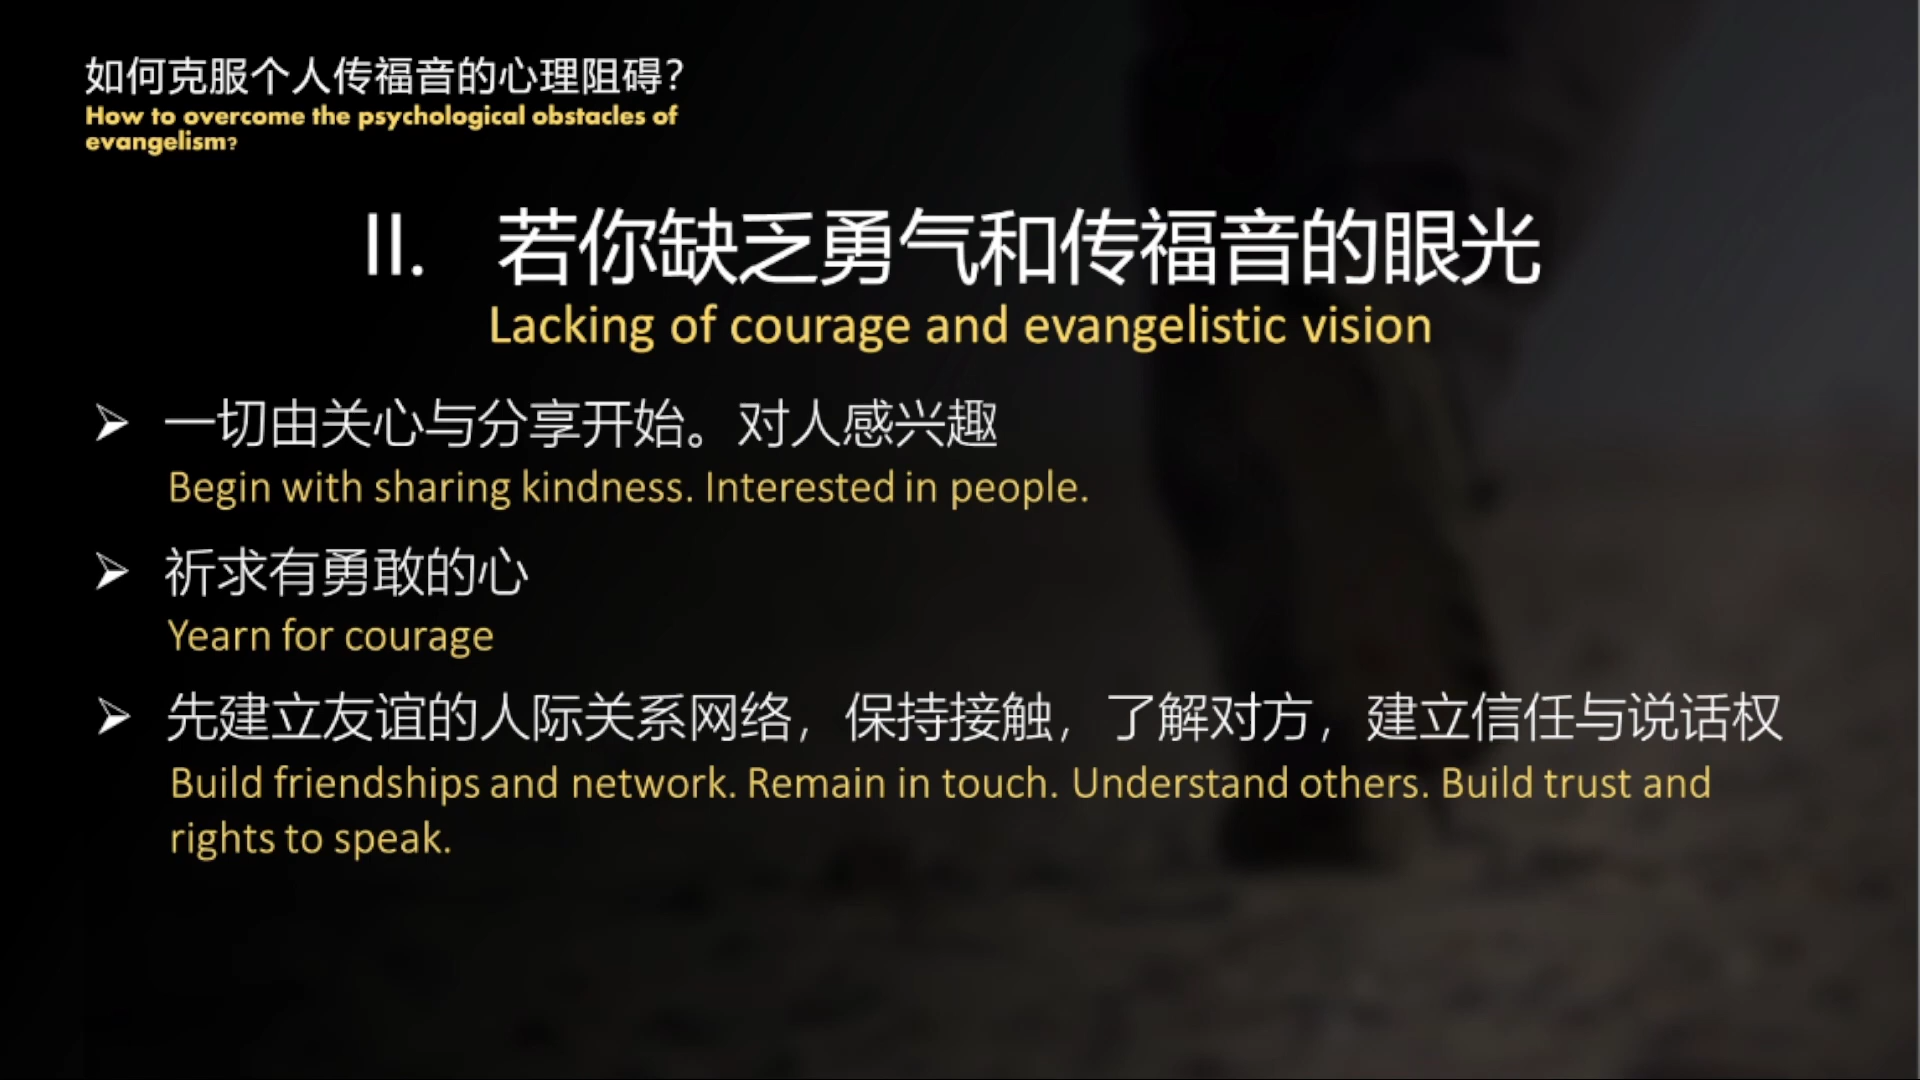 如何克服个人传福音的心理阻碍？
How to overcome the psychological obstacles of
evangelism?
II. 若你缺乏勇气和传福音的眼光
Lacking of courage and evangelistic vision
➢ 一切由关心与分享开始。对人感兴趣
Begin with sharing kindness. Interested in people.
➢ 祈求有勇敢的心
Yearn for courage
➢ 先建立友谊的人际关系网络，保持接触，了解对方，建立信任与说话权
Build friendships and network. Remain in touch. Understand others. Build trust and
rights to speak.